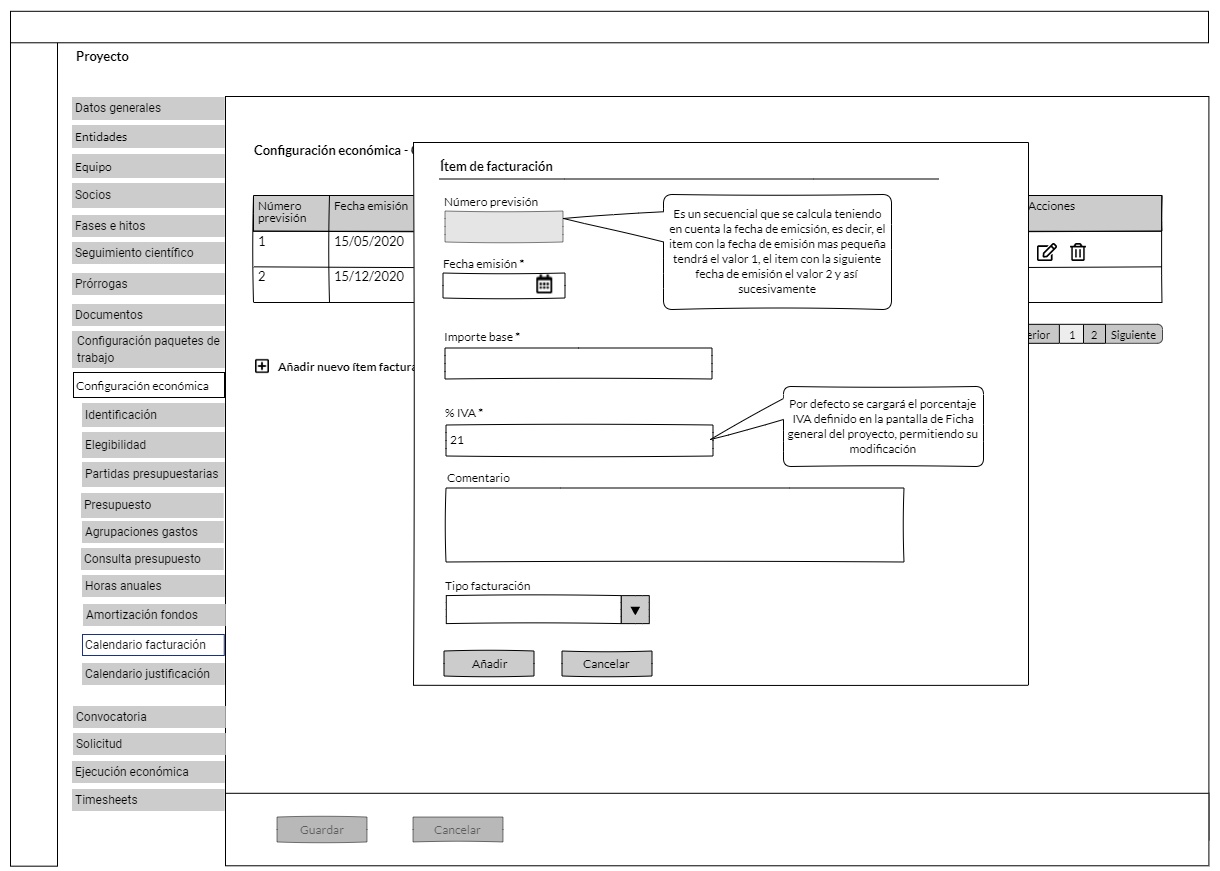 Proyecto
Datos generales
Entidades
Equipo
Socios
Fases e hitos
Seguimiento científico
Prórrogas
Documentos
Configuración paquetes de
trabajo
Configuración económica
Identificación
Elegibilidad
Partidas presupuestarias
Presupuesto
Agrupaciones gastos
Consulta presupuesto
Horas anuales
Amortización fondos
Calendario facturación
Calendario justificación
Convocatoria
Solicitud
Ejecución económica
Timesheets
Configuración económica -
Número
previsión
Fecha emisión
Acciones
1
15/05/2020
2
15/12/2020
erior
1
2
Siguiente
Añadir nuevo ítem factura
Ítem de facturación
Número previsión
Es un secuencial que se calcula teniendo
en cuenta la fecha de emicsión, es decir, el
item con la fecha de emisión mas pequeña
tendrá el valor 1, el item con la siguiente
fecha de emisión el valor 2 y así
sucesivamente
Fecha emisión *
Importe base *
% IVA *
21
Por defecto se cargará el porcentaje
IVA definido en la pantalla de Ficha
general del proyecto, permitiendo su
modificación
Comentario
Tipo facturación
Añadir
Cancelar
Guardar
Cancelar